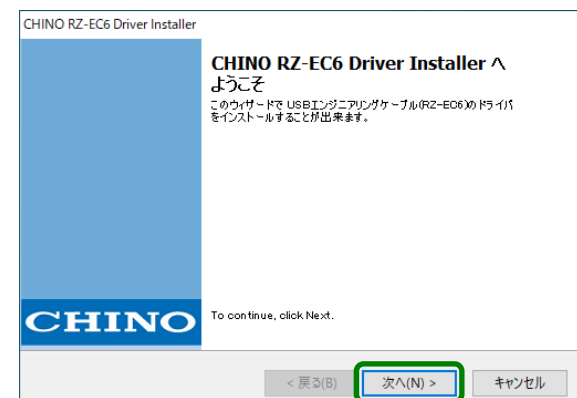 CHINO RZ-EC6 Driver Installer
CHINO RZ-EC6 Driver Installer へ
ようこそ
このウィザードで USBエンジニアリングケーブル(RZ-EC6)のドライバ
をインストールすることが出来ます。
CHINO
To continue, click Next.
< 戻る(B)
次へ(N) >
キャンセル